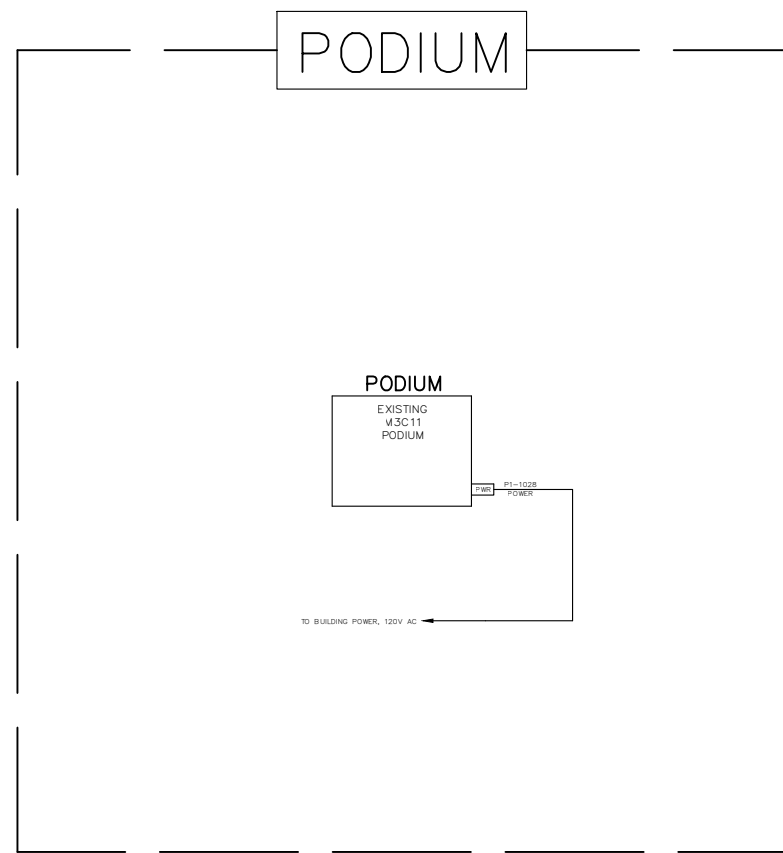 PODIUM
PODIUM
EXISTING
M3C11
PODIUM
PWR
P1-1028
POWER
TO BUILDING POWER, 120V AC